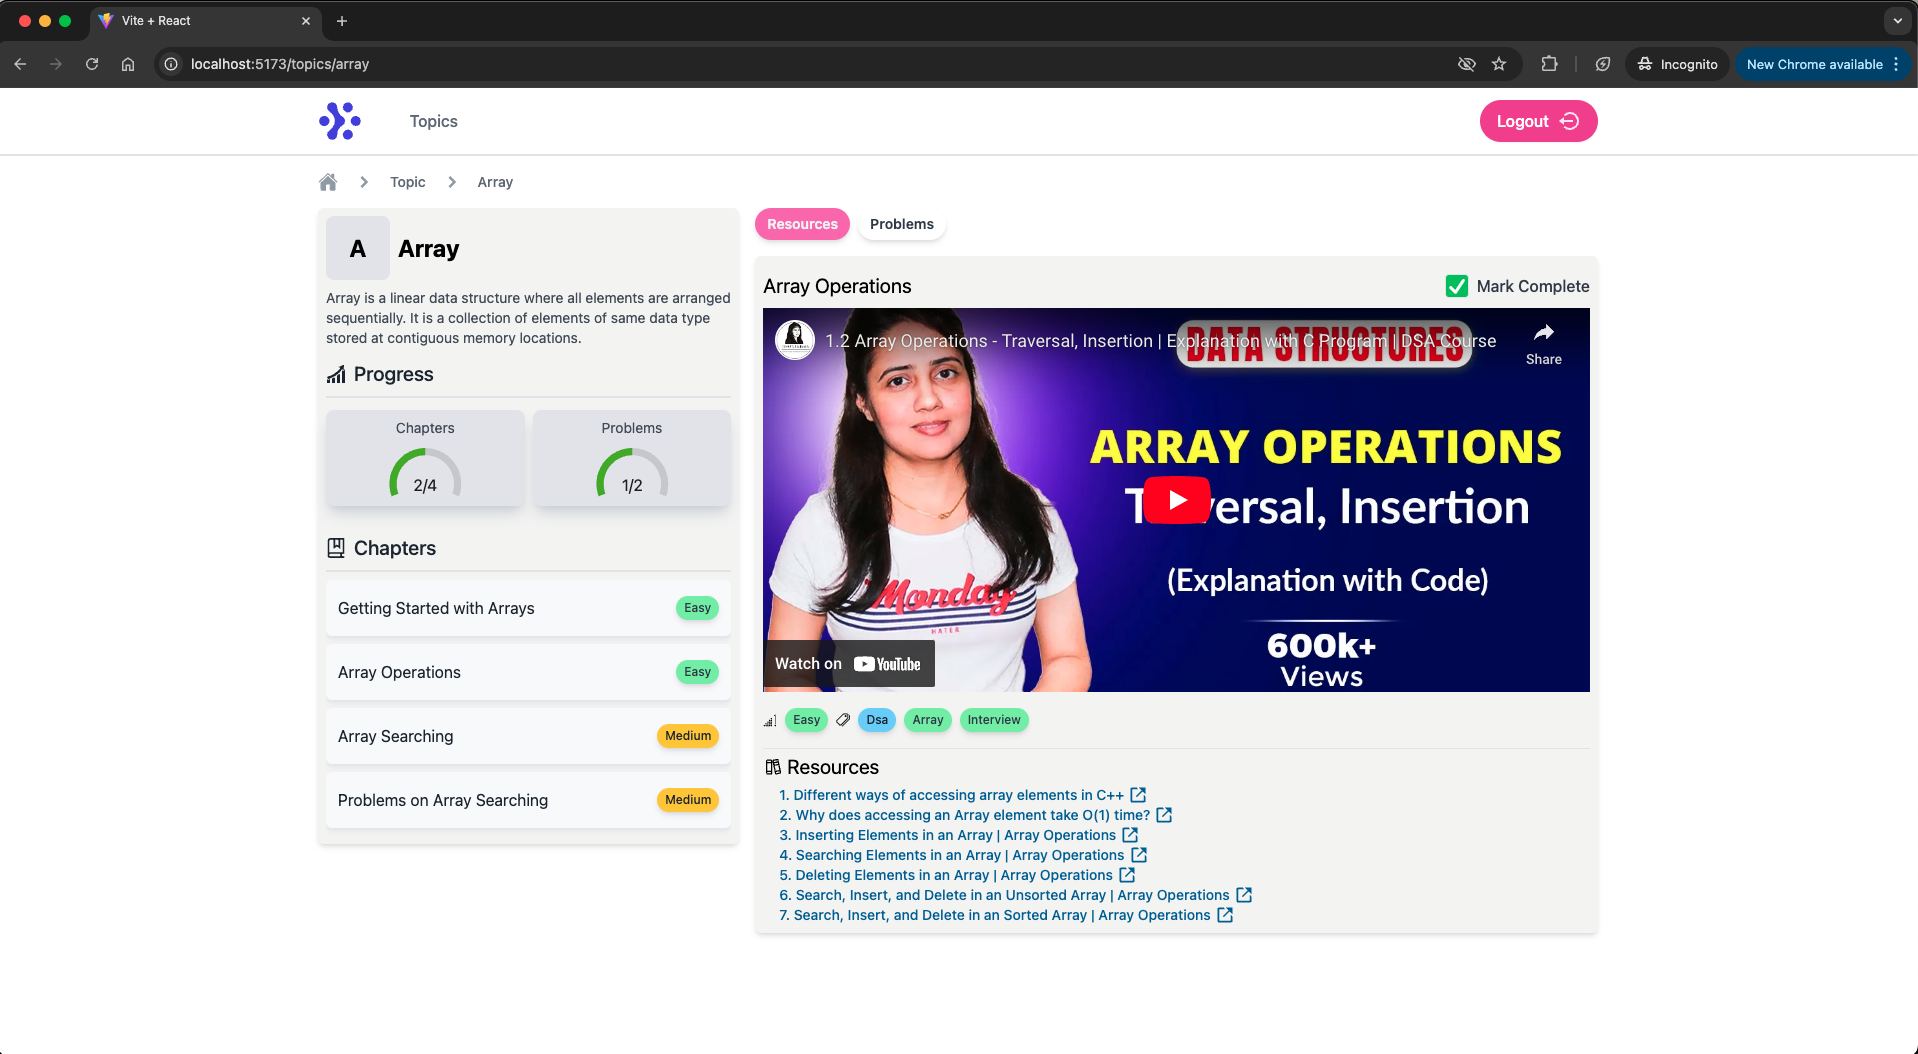 Vite + React
localhost:5173/topics/array
Incognito
New Chrome available
Topics
Logout
Topic
Array
A
Array
Array is a linear data structure where all elements are arranged
sequentially. It is a collection of elements of same data type
stored at contiguous memory locations.
Progress
Chapters
2/4
Problems
1/2
Chapters
Getting Started with Arrays
Easy
Array Operations
Easy
Array Searching
Medium
Problems on Array Searching
Medium
Resources
Problems
Array Operations
Mark Complete
1.2 Array Operations - Traversal, Insertion | Explanation with C Program | DSA Course
Share
DATA STRUCTURES
ARRAY OPERATIONS
Insertion
(Explanation with Code)
600k+
Views
Monday
HATER
Watch on YouTube
Easy
Dsa
Array
Interview
Resources
1. Different ways of accessing array elements in C++
2. Why does accessing an Array element take O(1) time?
3. Inserting Elements in an Array | Array Operations
4. Searching Elements in an Array | Array Operations
5. Deleting Elements in an Array | Array Operations
6. Search, Insert, and Delete in an Unsorted Array | Array Operations
7. Search, Insert, and Delete in an Sorted Array | Array Operations